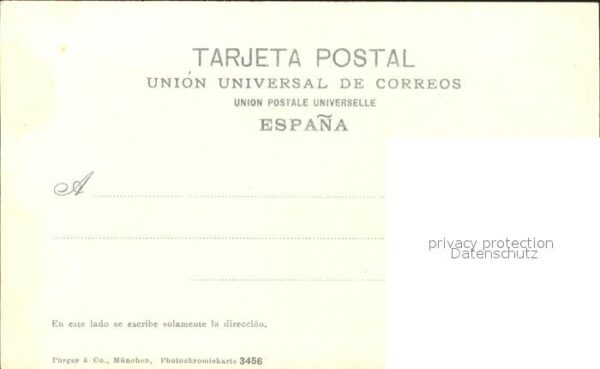 TARJETA POSTAL
UNIÓN UNIVERSAL DE CORREOS
UNION POSTALE UNIVERSELLE
ESPAÑA
A
privacy protection
Datenschutz
En este lado se escribe solamente la dirección.
Purger & Co., München, Photochromiekarte 3456